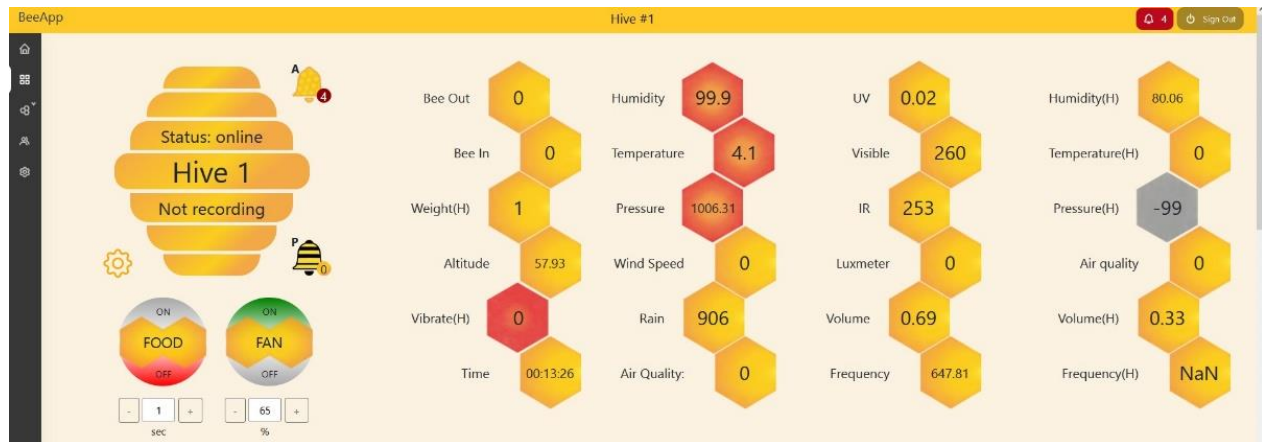 BeeApp
Hive #1
4
Sign Out
A
4
Status: online
Hive 1
Not recording
P
0
ON
FOOD
OFF
- 1 +
sec
ON
FAN
OFF
- 65 +
%
Bee Out 0
Bee In 0
Weight(H) 1
Altitude 57.93
Vibrate(H) 0
Time 00:13:26
Humidity 99.9
Temperature 4.1
Pressure 1006.31
Wind Speed 0
Rain 906
Air Quality: 0
UV 0.02
Visible 260
IR 253
Luxmeter 0
Volume 0.69
Frequency 647.81
Humidity(H) 80.06
Temperature(H) 0
Pressure(H) -99
Air quality 0
Volume(H) 0.33
Frequency(H) NaN